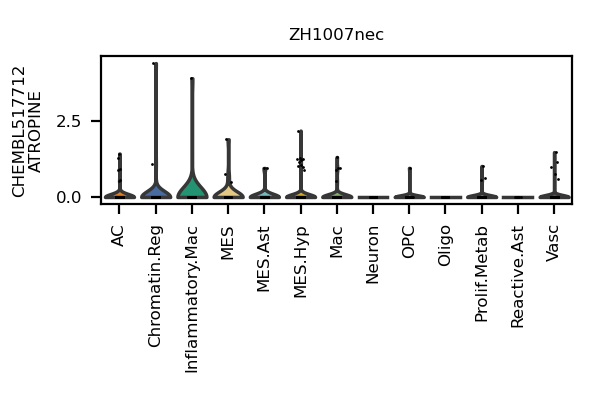 ZH1007nec
CHEMBL517712
ATROPINE
2.5
0.0
AC
Chromatin.Reg
Inflammatory.Mac
MES
MES.Ast
MES.Hyp
Mac
Neuron
OPC
Oligo
Prolif.Metab
Reactive.Ast
Vasc